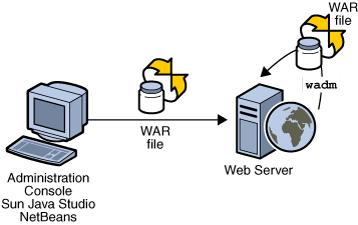 WAR
file
wadm
WAR
file
Web Server
Administration
Console
Sun Java Studio
NetBeans